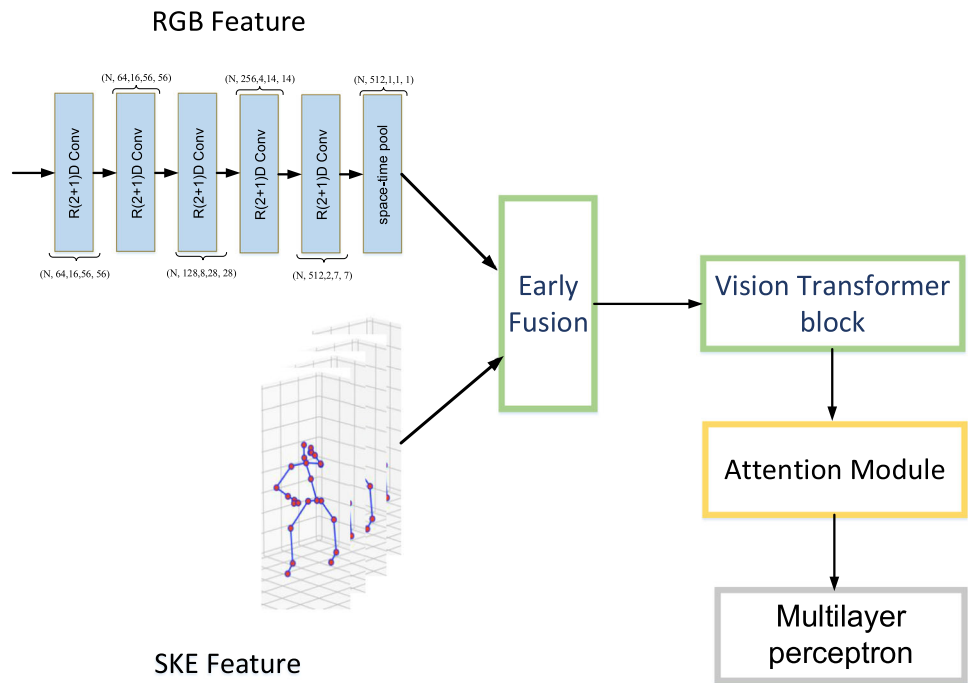 RGB Feature
(N, 64,16,56, 56)
(N, 256,4,14, 14)
(N, 512,1,1, 1)
R(2+1)D Conv
R(2+1)D Conv
R(2+1)D Conv
R(2+1)D Conv
R(2+1)D Conv
space-time pool
(N, 64,16,56, 56)
(N, 128,8,28, 28)
(N, 512,2,7, 7)
Early
Fusion
Vision Transformer
block
Attention Module
Multilayer
perceptron
SKE Feature